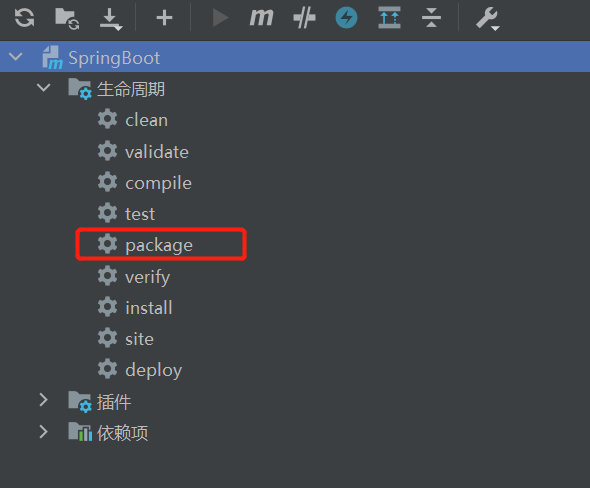 SpringBoot
生命周期
clean
validate
compile
test
package
verify
install
site
deploy
插件
依赖项